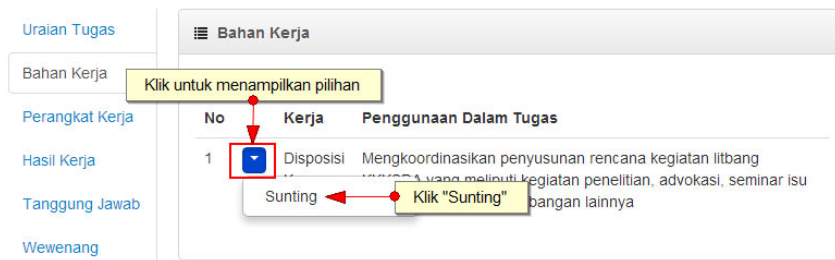 Uraian Tugas
Bahan Kerja
Perangkat Kerja
Hasil Kerja
Tanggung Jawab
Wewenang
Bahan Kerja
Klik untuk menampilkan pilihan
No Kerja Penggunaan Dalam Tugas
1 Disposisi Mengkoordinasikan penyusunan rencana kegiatan litbang
yang meliputi kegiatan penelitian, advokasi, seminar isu
Sunting
Klik "Sunting"
bangan lainnya